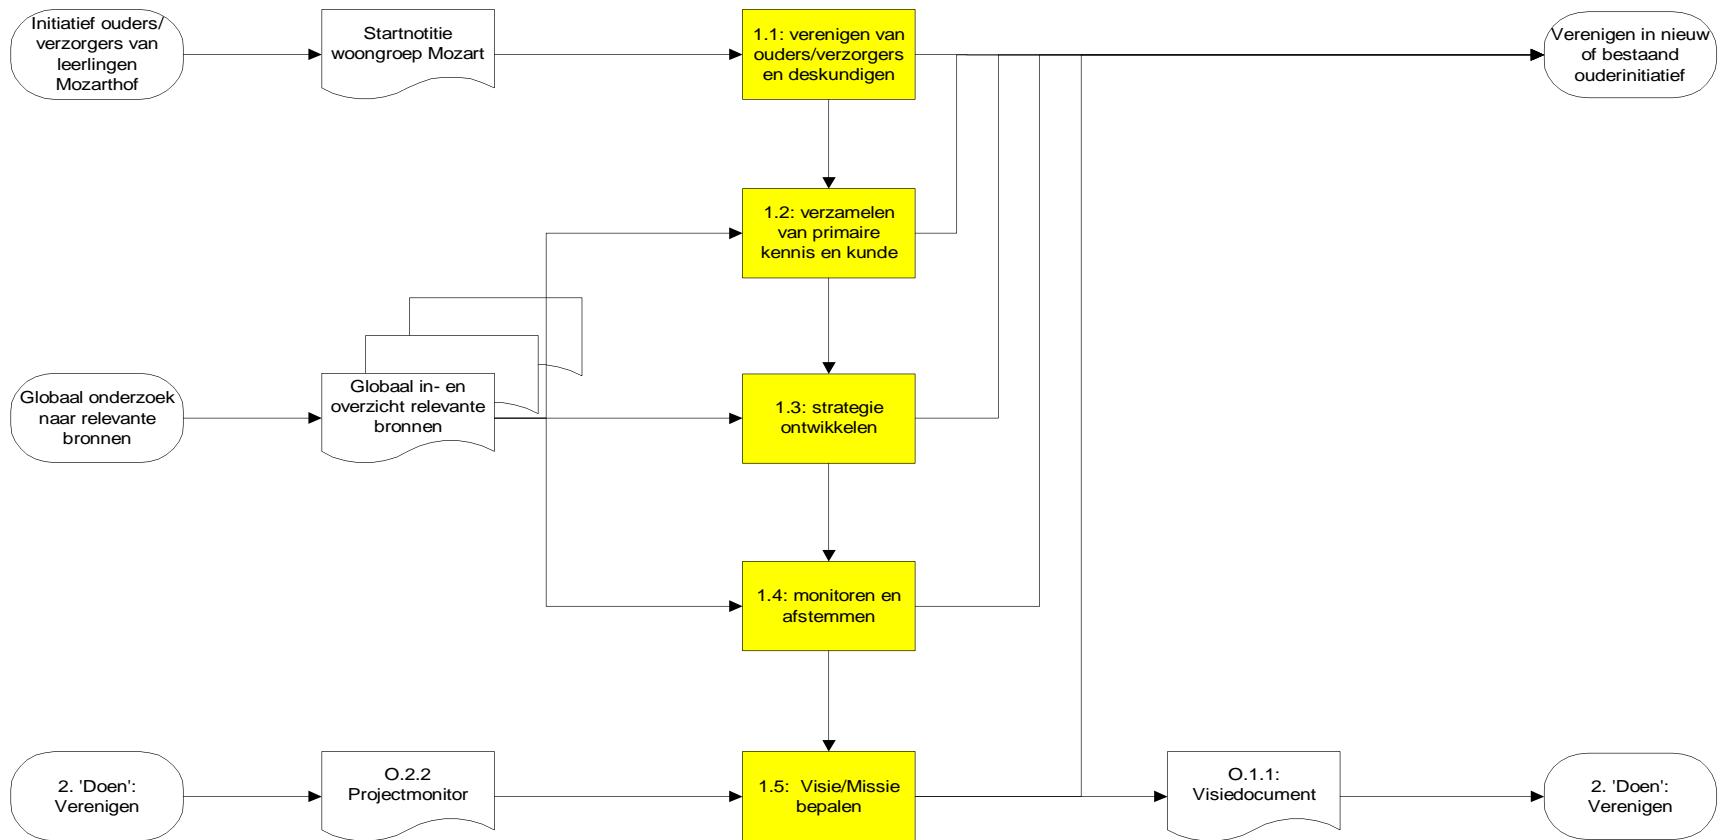 Initiatief ouders/
verzorgers van
leerlingen
Mozarthof
Startnotitie
woongroep Mozart
1.1: verenigen van
ouders/verzorgers
en deskundigen
Verenigen in nieuw
of bestaand
ouderinitiatief
1.2: verzamelen
van primaire
kennis en kunde
Globaal onderzoek
naar relevante
bronnen
Globaal in- en
overzicht relevante
bronnen
1.3: strategie
ontwikkelen
1.4: monitoren en
afstemmen
2. 'Doen':
Verenigen
O.2.2
Projectmonitor
1.5: Visie/Missie
bepalen
O.1.1:
Visiedocument
2. 'Doen':
Verenigen